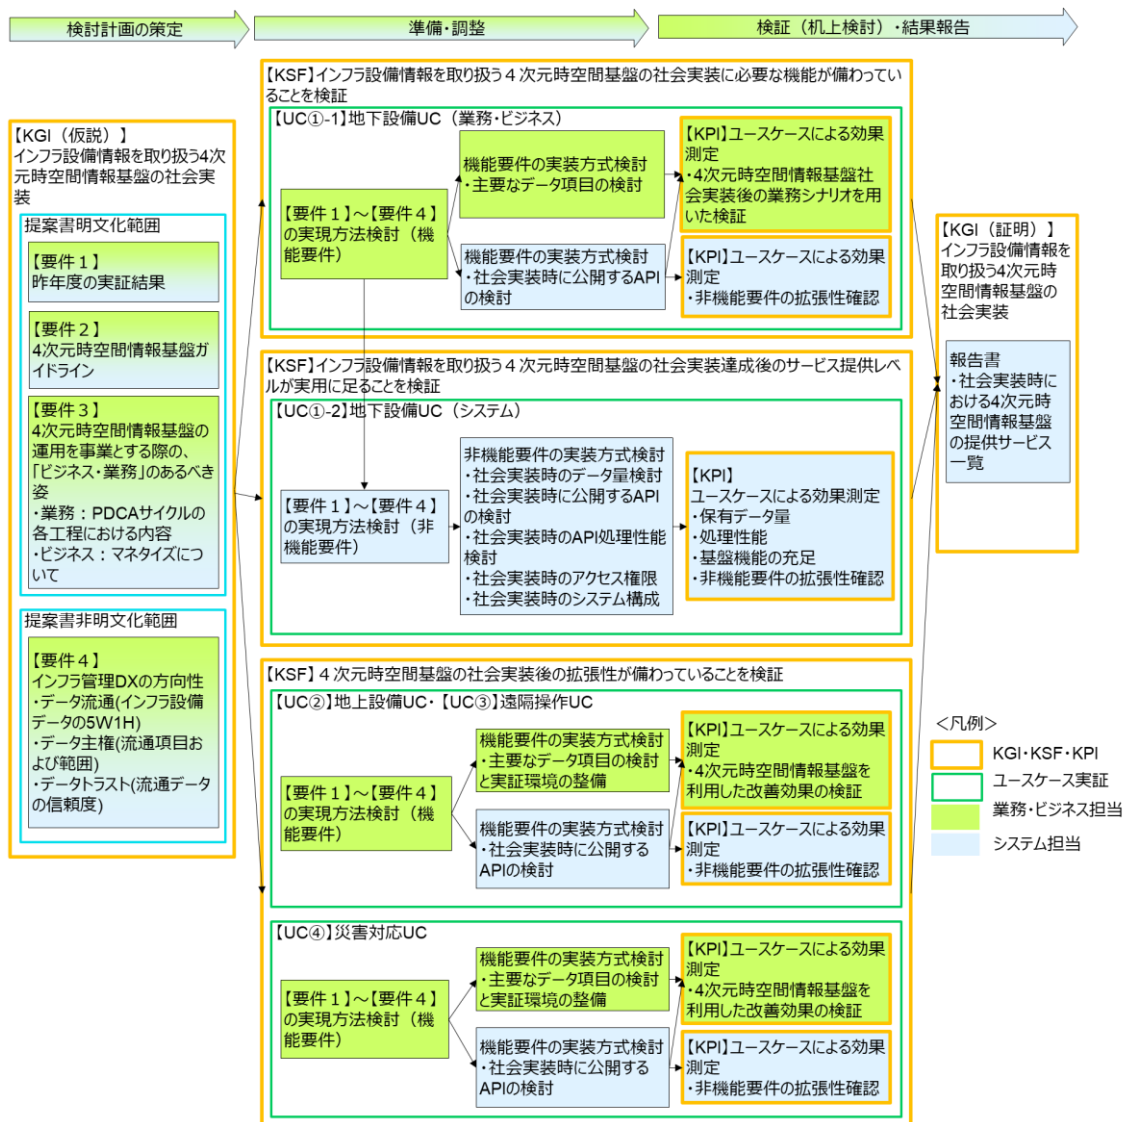 検討計画の策定
準備・調整
検証（机上検討）・結果報告
【KGI（仮説）】
インフラ設備情報を取り扱う4次
元時空間情報基盤の社会実
装
提案書明文化範囲
【要件１】
昨年度の実証結果
【要件２】
4次元時空間情報基盤ガ
イドライン
【要件３】
4次元時空間情報基盤の
運用を事業とする際の、
「ビジネス・業務」のあるべき
姿
・業務：PDCAサイクルの
各工程における内容
・ビジネス：マネタイズにつ
いて
提案書非明文化範囲
【要件４】
インフラ管理DXの方向性
・データ流通(インフラ設備
データの5W1H)
・データ主権(流通項目お
よび範囲)
・データトラスト(流通データ
の信頼度)
【KSF】インフラ設備情報を取り扱う４次元時空間基盤の社会実装に必要な機能が備わってい
ることを検証
【UC①-1】地下設備UC（業務・ビジネス）
【要件１】～【要件４】
の実現方法検討（機
能要件）
機能要件の実装方式検討
・主要なデータ項目の検討
機能要件の実装方式検討
・社会実装時に公開するAPI
の検討
【KPI】ユースケースによる効果
測定
・4次元時空間情報基盤社
会実装後の業務シナリオを用
いた検証
【KPI】ユースケースによる効果
測定
・非機能要件の拡張性確認
【KSF】インフラ設備情報を取り扱う４次元時空間基盤の社会実装達成後のサービス提供レベ
ルが実用に足ることを検証
【UC①-2】地下設備UC（システム）
【要件１】～【要件４】
の実現方法検討（非
機能要件）
非機能要件の実装方式検討
・社会実装時のデータ量検討
・社会実装時に公開するAPI
の検討
・社会実装時のAPI処理性能
検討
・社会実装時のアクセス権限
・社会実装時のシステム構成
【KPI】
ユースケースによる効果測定
・保有データ量
・処理性能
・基盤機能の充足
・非機能要件の拡張性確認
【KSF】４次元時空間基盤の社会実装後の拡張性が備わっていることを検証
【UC②】地上設備UC・【UC③】遠隔操作UC
【要件１】～【要件４】
の実現方法検討（機
能要件）
機能要件の実装方式検討
・主要なデータ項目の検討
と実証環境の整備
機能要件の実装方式検討
・社会実装時に公開する
APIの検討
【KPI】ユースケースによる効果
測定
・4次元時空間情報基盤を
利用した改善効果の検証
【KPI】ユースケースによる効果
測定
・非機能要件の拡張性確認
【UC④】災害対応UC
【要件１】～【要件４】
の実現方法検討（機
能要件）
機能要件の実装方式検討
・主要なデータ項目の検討
と実証環境の整備
機能要件の実装方式検討
・社会実装時に公開する
APIの検討
【KPI】ユースケースによる効果
測定
・4次元時空間情報基盤を
利用した改善効果の検証
【KPI】ユースケースによる効果
測定
・非機能要件の拡張性確認
【KGI（証明）】
インフラ設備情報を
取り扱う4次元時
空間情報基盤の
社会実装
報告書
・社会実装時に
おける4次元時
空間情報基盤
の提供サービス
一覧
＜凡例＞
KGI・KSF・KPI
ユースケース実証
業務・ビジネス担当
システム担当